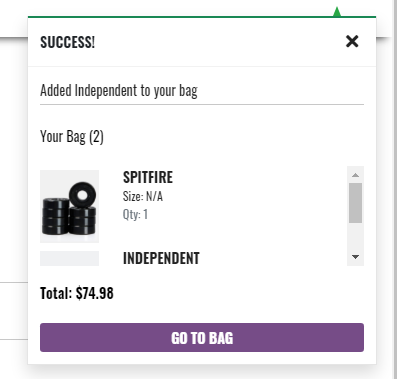 SUCCESS!
Added Independent to your bag
Your Bag (2)
SPITFIRE
Size: N/A
Qty: 1
INDEPENDENT
Total: $74.98
GO TO BAG